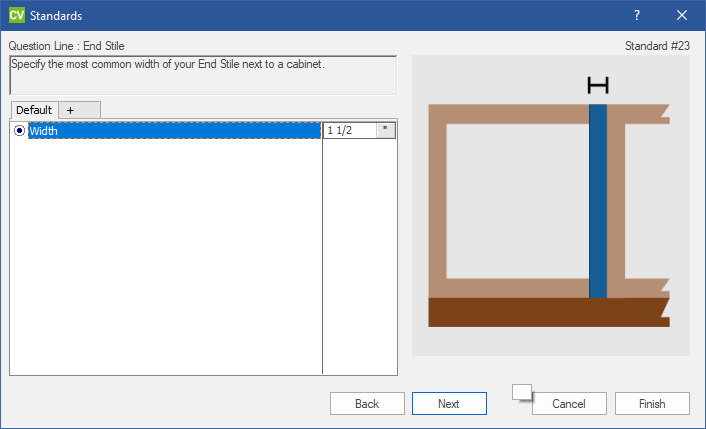 CV Standards ?
Question Line : End Stile Standard #23
Specify the most common width of your End Stile next to a cabinet.
Default +
Width 1 1/2 "
Back Next Cancel Finish